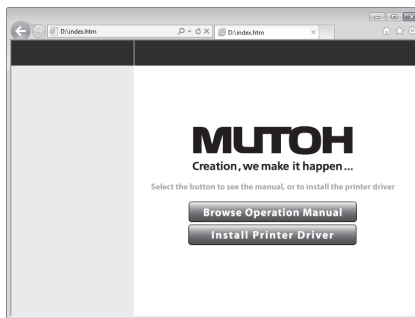 D:\index.htm
D:\index.htm
MUTOH
Creation, we make it happen...
Select the button to see the manual, or to install the printer driver
Browse Operation Manual
Install Printer Driver